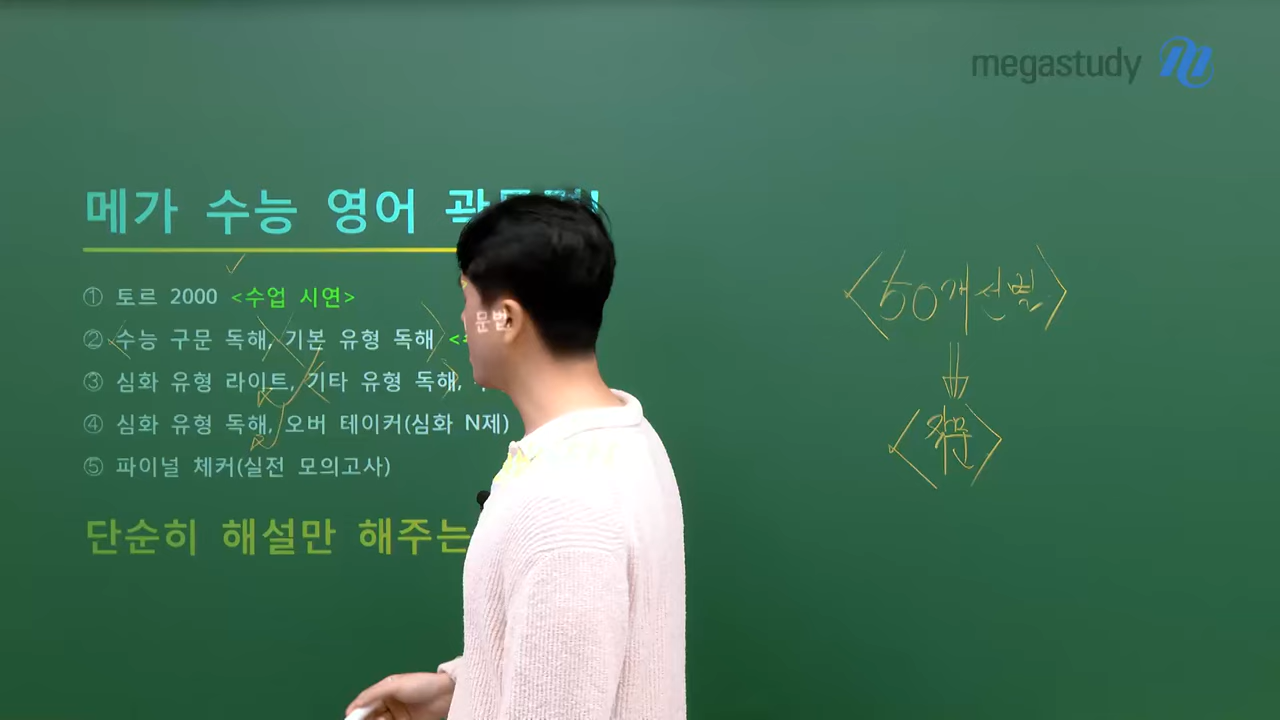 megastudy
메가 수능 영어
① 토르 2000 <수업 시연>
② 수능 구문 독해, 기본 유형 독해 <
③ 심화 유형 라이트, 기타 유형 독해,
④ 심화 유형 독해, 오버 테이커(심화 N제)
⑤ 파이널 체커(실전 모의고사)
단순히 해설만 해주는
문법
<50개 선별>